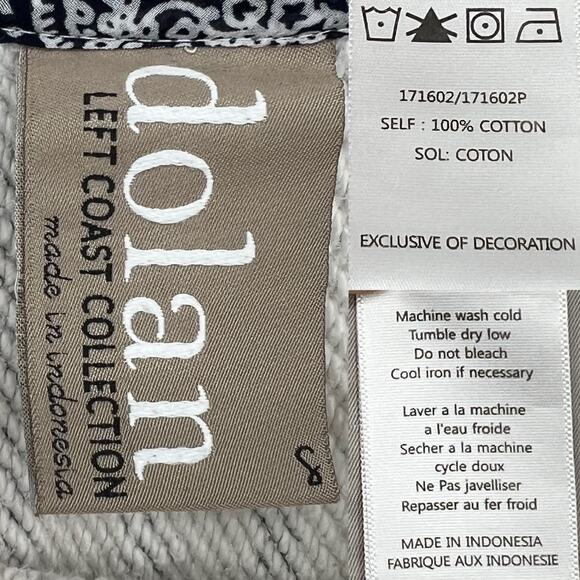 dolan
LEFT COAST COLLECTION
made in indonesia
S
171602/171602P
SELF : 100% COTTON
SOL: COTON
EXCLUSIVE OF DECORATION
Machine wash cold
Tumble dry low
Do not bleach
Cool iron if necessary
Laver a la machine
a l'eau froide
Secher a la machine
cycle doux
Ne Pas javelliser
Repasser au fer froid
MADE IN INDONESIA
FABRIQUE AUX INDONESIE